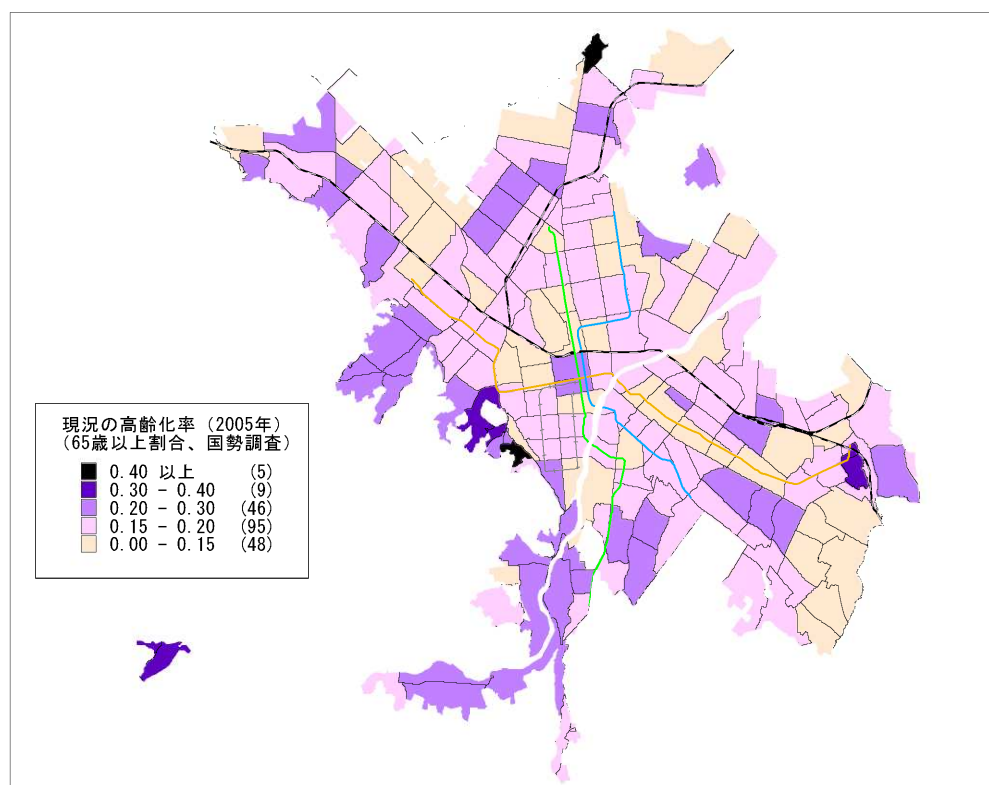 現況の高齢化率（2005年）
（65歳以上割合、国勢調査）
0.40 以上 (5)
0.30 - 0.40 (9)
0.20 - 0.30 (46)
0.15 - 0.20 (95)
0.00 - 0.15 (48)